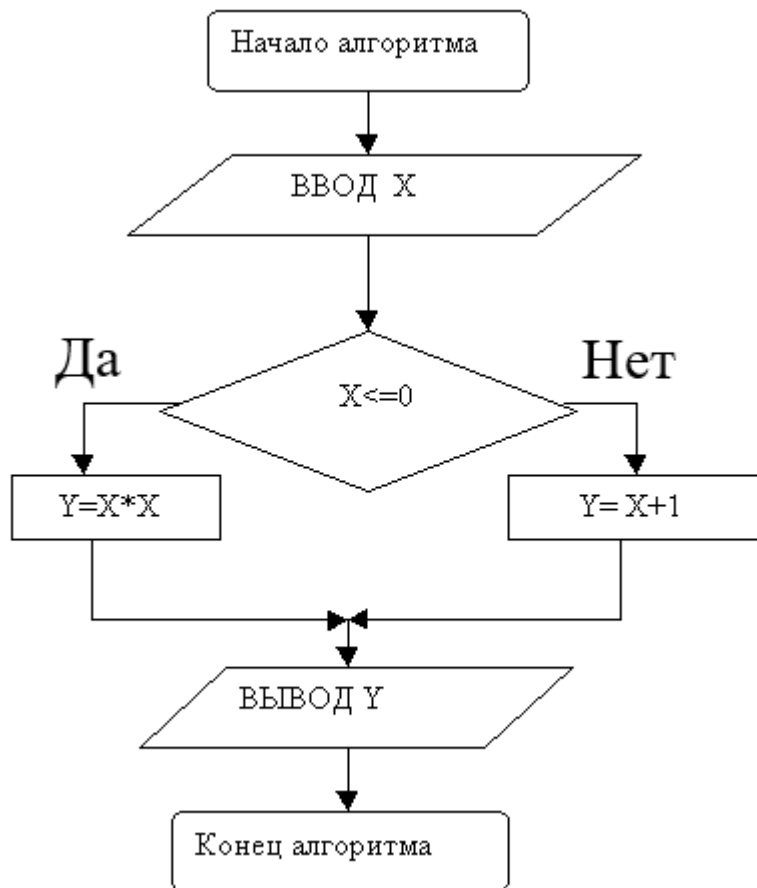 Начало алгоритма
ВВОД X
Да
Нет
X<=0
Y=X*X
Y= X+1
ВЫВОД Y
Конец алгоритма